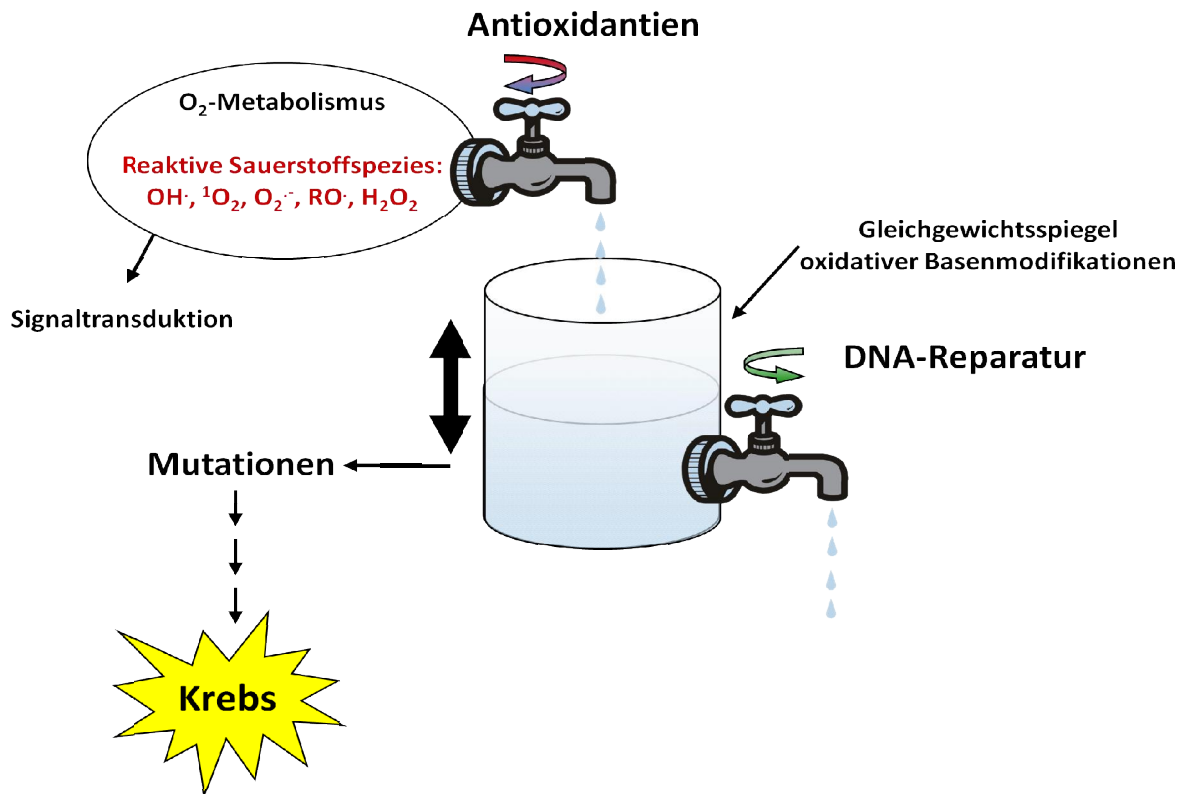 Antioxidantien
O₂-Metabolismus
Reaktive Sauerstoffspezies:
OH·, ¹O₂, O₂·⁻, RO·, H₂O₂
Gleichgewichtsspiegel
oxidativer Basenmodifikationen
Signaltransduktion
DNA-Reparatur
Mutationen
Krebs